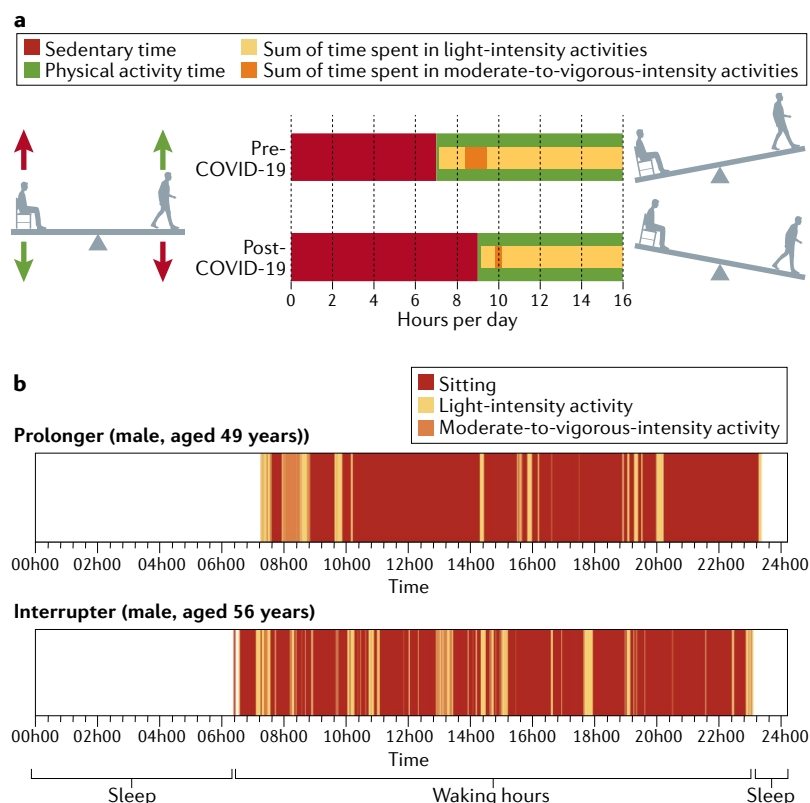 a
Sedentary time
Sum of time spent in light-intensity activities
Physical activity time
Sum of time spent in moderate-to-vigorous-intensity activities
Pre-
COVID-19
Post-
COVID-19
0 2 4 6 8 10 12 14 16
Hours per day
b
Sitting
Light-intensity activity
Moderate-to-vigorous-intensity activity
Prolonger (male, aged 49 years))
00h00 02h00 04h00 06h00 08h00 10h00 12h00 14h00 16h00 18h00 20h00 22h00 24h00
Time
Interrupter (male, aged 56 years)
00h00 02h00 04h00 06h00 08h00 10h00 12h00 14h00 16h00 18h00 20h00 22h00 24h00
Time
Sleep Waking hours Sleep